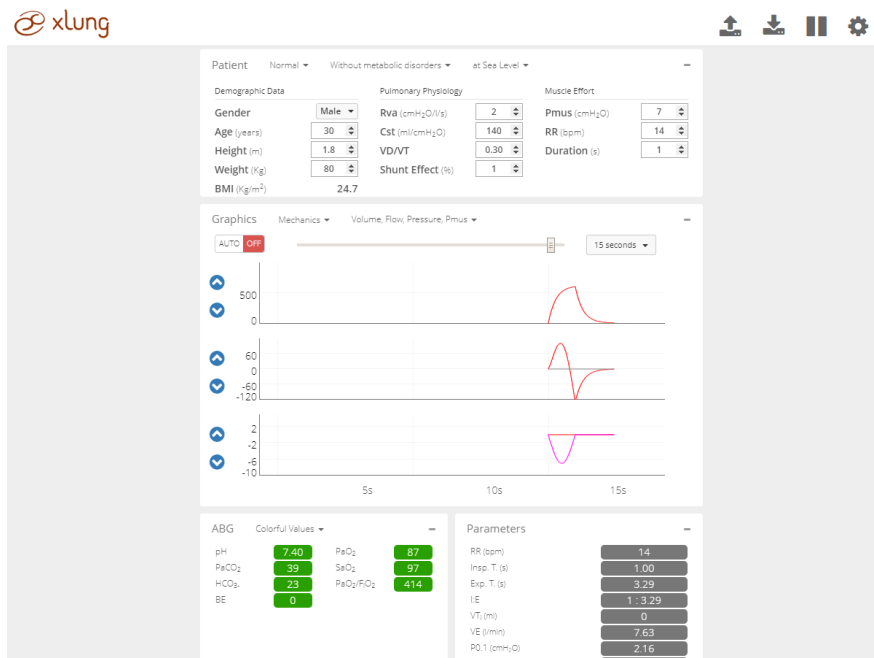 xlung
Patient Normal Without metabolic disorders at Sea Level
Demographic Data Pulmonary Physiology Muscle Effort
Gender Male Rva (cmH₂O/l/s) 2 Pmus (cmH₂O) 7
Age (years) 30 Cst (ml/cmH₂O) 140 RR (bpm) 14
Height (m) 1.8 VD/VT 0.30 Duration (s) 1
Weight (Kg) 80 Shunt Effect (%) 1
BMI (Kg/m²) 24.7
Graphics Mechanics Volume, Flow, Pressure, Pmus
AUTO OFF 15 seconds
500
0
60
0
-60
-120
2
-2
-6
-10
5s 10s 15s
ABG Colorful Values
pH 7.40 PaO₂ 87
PaCO₂ 39 SaO₂ 97
HCO₃- 23 PaO₂/FiO₂ 414
BE 0
Parameters
RR (bpm) 14
Insp. T. (s) 1.00
Exp. T. (s) 3.29
I:E 1 : 3.29
VTi (ml) 0
VE (l/min) 7.63
P0.1 (cmH₂O) 2.16